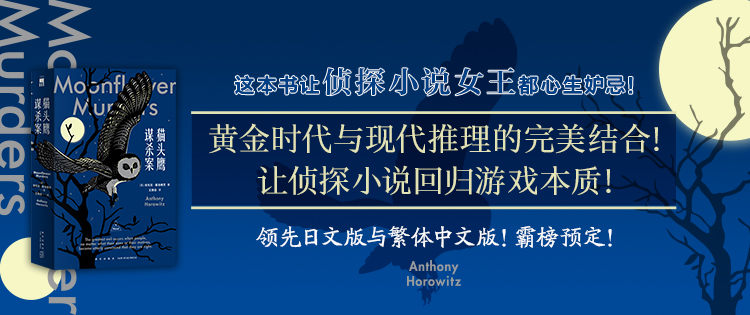 Moonflower
Murders
Moonflower
Murders
猫头鹰
谋杀案
猫头鹰
谋杀案
Anthony
Horowitz
这本书让侦探小说女王都心生妒忌!
黄金时代与现代推理的完美结合!
让侦探小说回归游戏本质!
领先日文版与繁体中文版!霸榜预定!
Anthony
Horowitz